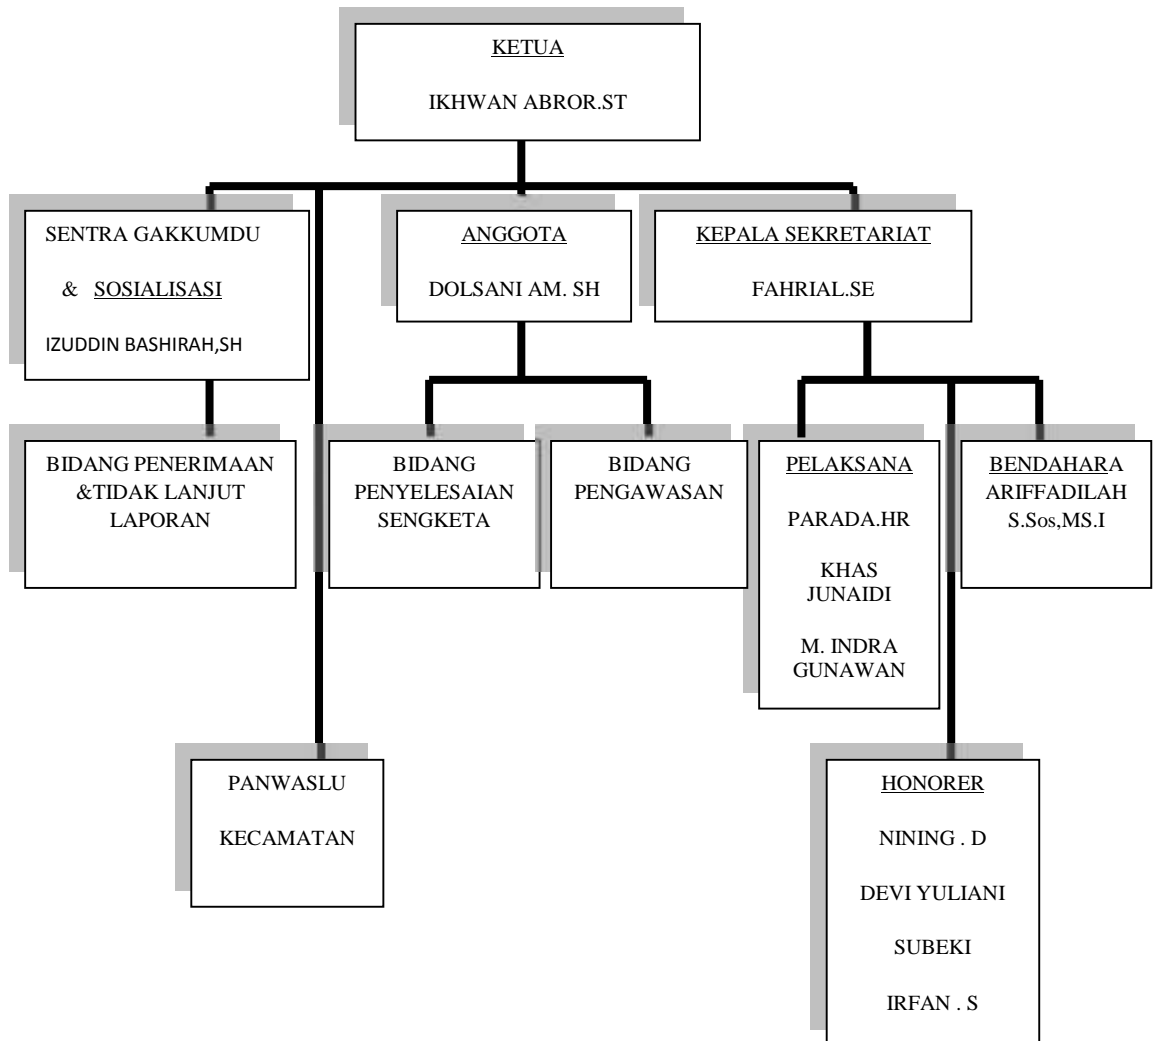 KETUA
IKHWAN ABROR.ST
SENTRA GAKKUMDU
& SOSIALISASI
IZUDDIN BASHIRAH,SH
ANGGOTA
DOLSANI AM. SH
KEPALA SEKRETARIAT
FAHRIAL.SE
BIDANG PENERIMAAN
&TIDAK LANJUT
LAPORAN
BIDANG
PENYELESAIAN
SENGKETA
BIDANG
PENGAWASAN
PELAKSANA
PARADA.HR
KHAS
JUNAIDI
M. INDRA
GUNAWAN
BENDAHARA
ARIFFADILAH
S.Sos,MS.I
PANWASLU
KECAMATAN
HONORER
NINING . D
DEVI YULIANI
SUBEKI
IRFAN . S